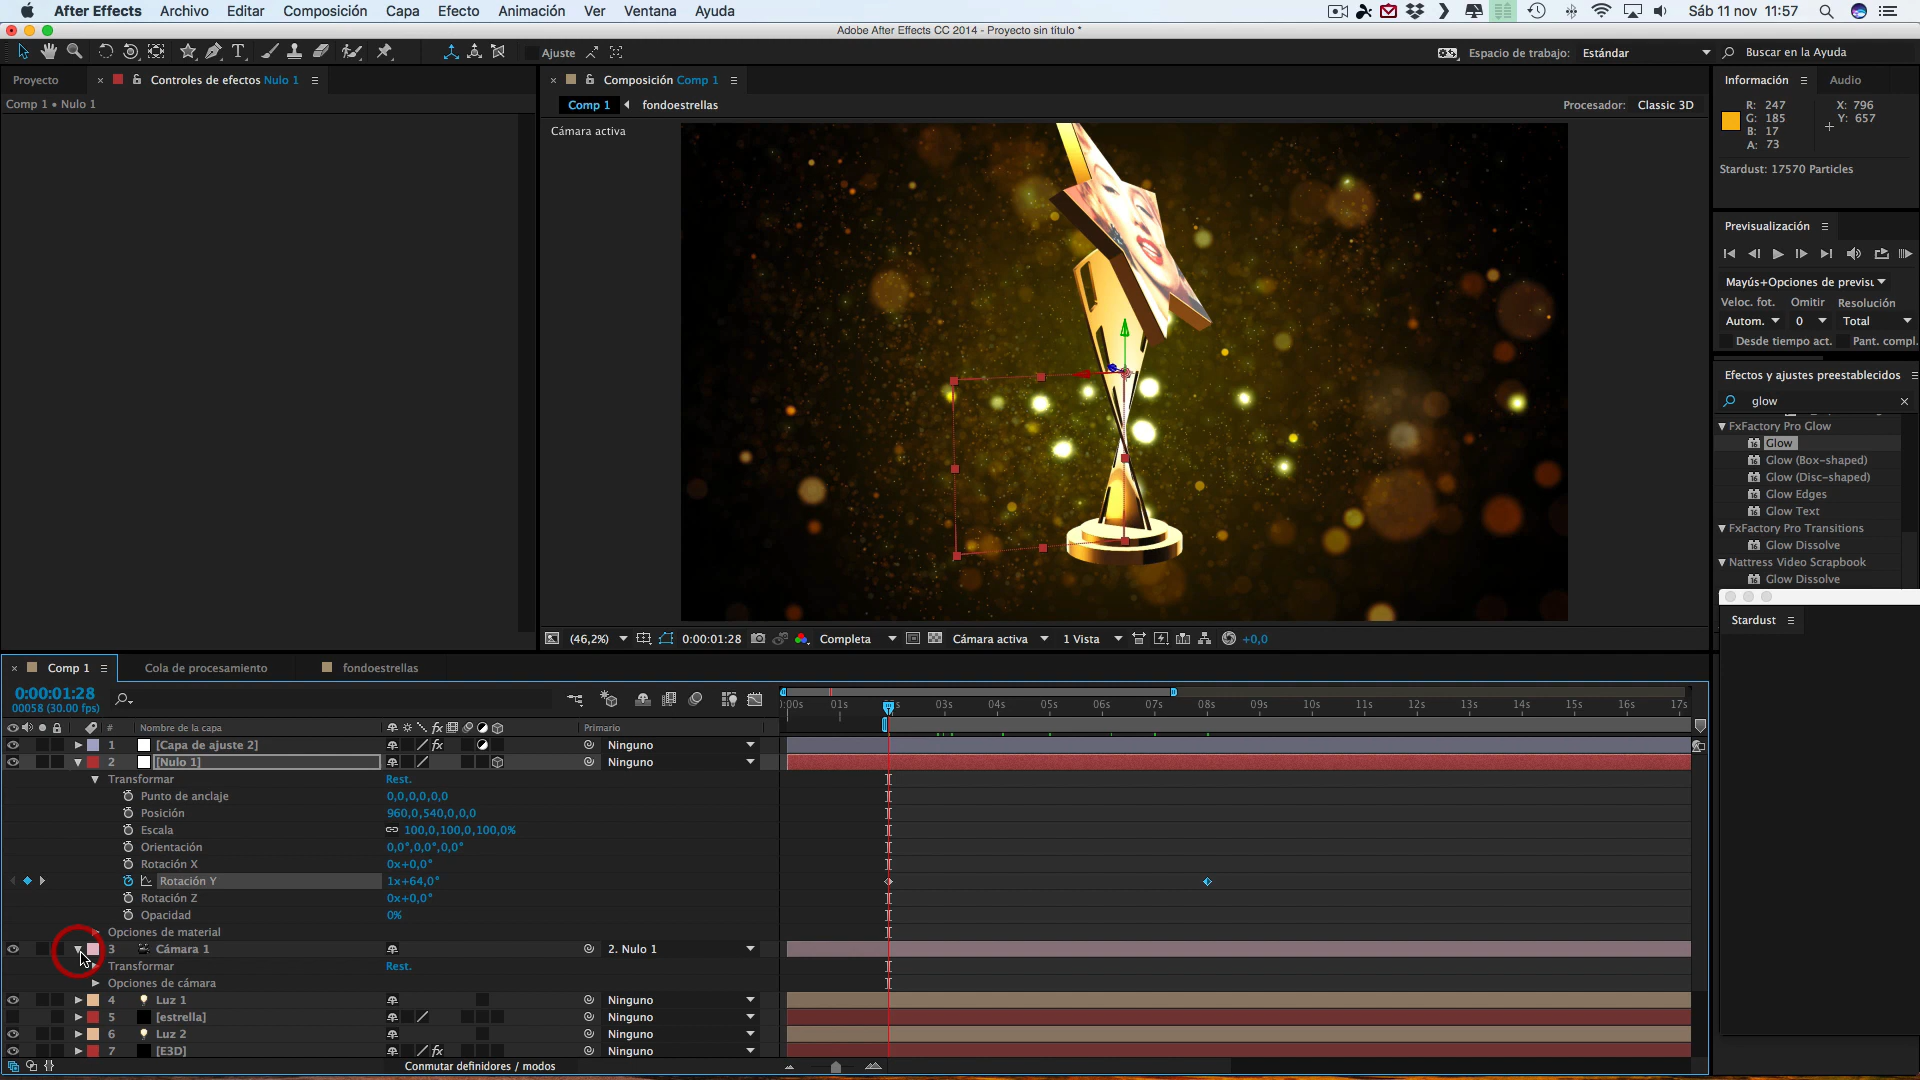 After Effects Archivo Editar Composición Capa Efecto Animación Ver Ventana Ayuda Sáb 11 nov 11:57
Adobe After Effects CC 2014 - Proyecto sin título *
Ajuste Espacio de trabajo: Estándar Buscar en la Ayuda
Proyecto Controles de efectos Nulo 1 Composición Comp 1 Información Audio
Comp 1 • Nulo 1 Comp 1 fondoestrellas Procesador: Classic 3D
R: 247 X: 796
G: 185 Y: 657
B: 17
A: 73
Cámara activa
Stardust: 17570 Particles
Previsualización
Mayús+Opciones de previsu
Veloc. fot. Omitir Resolución
Autom. 0 Total
Desde tiempo act. Pant. compl.
Efectos y ajustes preestablecidos
glow
FxFactory Pro Glow
Glow
Glow (Box-shaped)
Glow (Disc-shaped)
Glow Edges
Glow Text
FxFactory Pro Transitions
Glow Dissolve
Nattress Video Scrapbook
Glow Dissolve
Stardust
(46,2%) 0:00:01:28 Completa Cámara activa 1 Vista +0,0
Comp 1 Cola de procesamiento fondoestrellas
0:00:01:28
00058 (30.00 fps)
:00s 01s s 03s 04s 05s 06s 07s 08s 09s 10s 11s 12s 13s 14s 15s 16s 17s
# Nombre de la capa fx Primario
1 [Capa de ajuste 2] fx Ninguno
2 [Nulo 1] Ninguno
Transformar Rest.
Punto de anclaje 0,0,0,0,0,0
Posición 960,0,540,0,0,0
Escala 100,0,100,0,100,0%
Orientación 0,0°,0,0°,0,0°
Rotación X 0x+0,0°
Rotación Y 1x+64,0°
Rotación Z 0x+0,0°
Opacidad 0%
Opciones de material
3 Cámara 1 2. Nulo 1
Transformar Rest.
Opciones de cámara
4 Luz 1 Ninguno
5 [estrella] Ninguno
6 Luz 2 Ninguno
7 [E3D] fx Ninguno
Conmutar definidores / modos